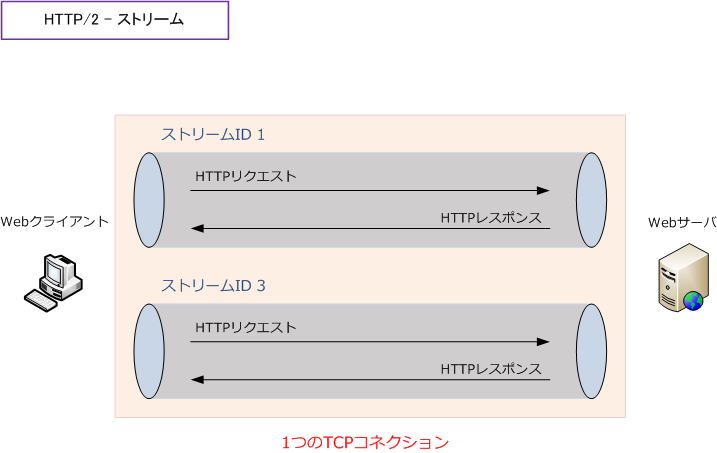 HTTP/2 - ストリーム
ストリームID 1
HTTPリクエスト
HTTPレスポンス
Webクライアント
Webサーバ
ストリームID 3
HTTPリクエスト
HTTPレスポンス
1つのTCPコネクション